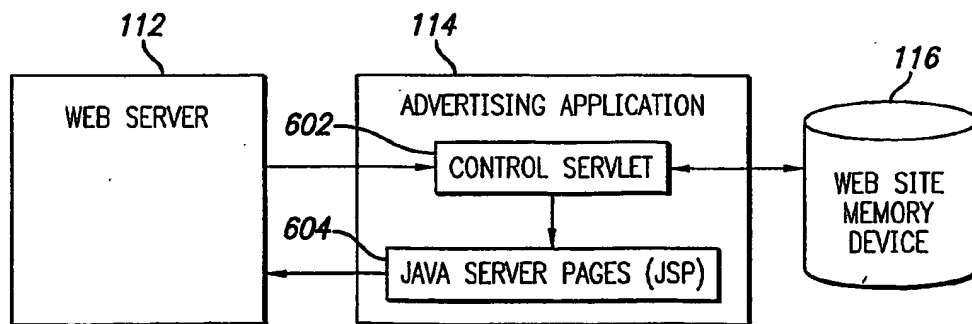 112
114
116
WEB SERVER
ADVERTISING APPLICATION
602
CONTROL SERVLET
WEB SITE
MEMORY
DEVICE
604
JAVA SERVER PAGES (JSP)